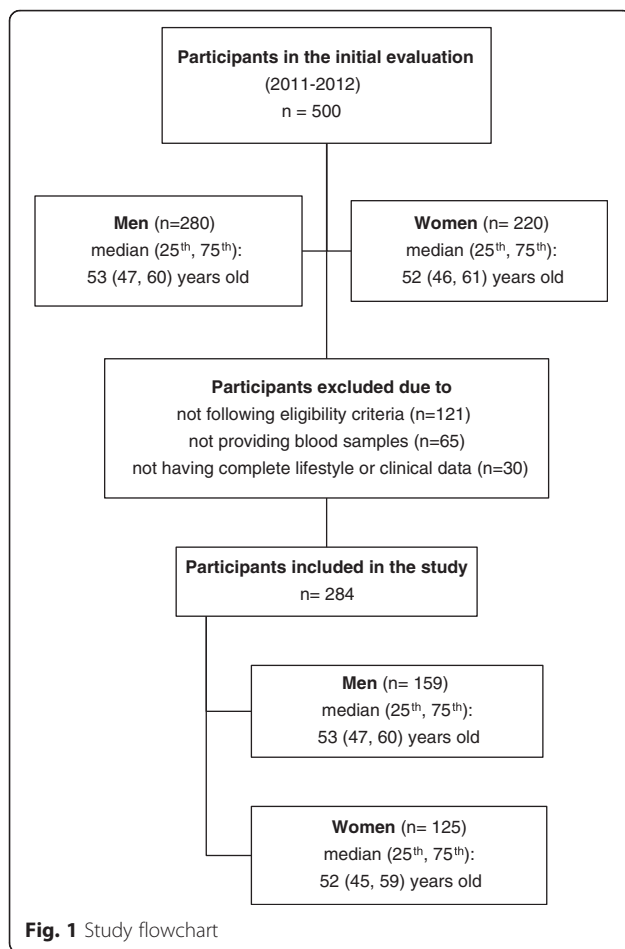 Participants in the initial evaluation
(2011-2012)
n = 500
Men (n=280)
median (25th, 75th):
53 (47, 60) years old
Women (n= 220)
median (25th, 75th):
52 (46, 61) years old
Participants excluded due to
not following eligibility criteria (n=121)
not providing blood samples (n=65)
not having complete lifestyle or clinical data (n=30)
Participants included in the study
n= 284
Men (n= 159)
median (25th, 75th):
53 (47, 60) years old
Women (n= 125)
median (25th, 75th):
52 (45, 59) years old
Fig. 1 Study flowchart